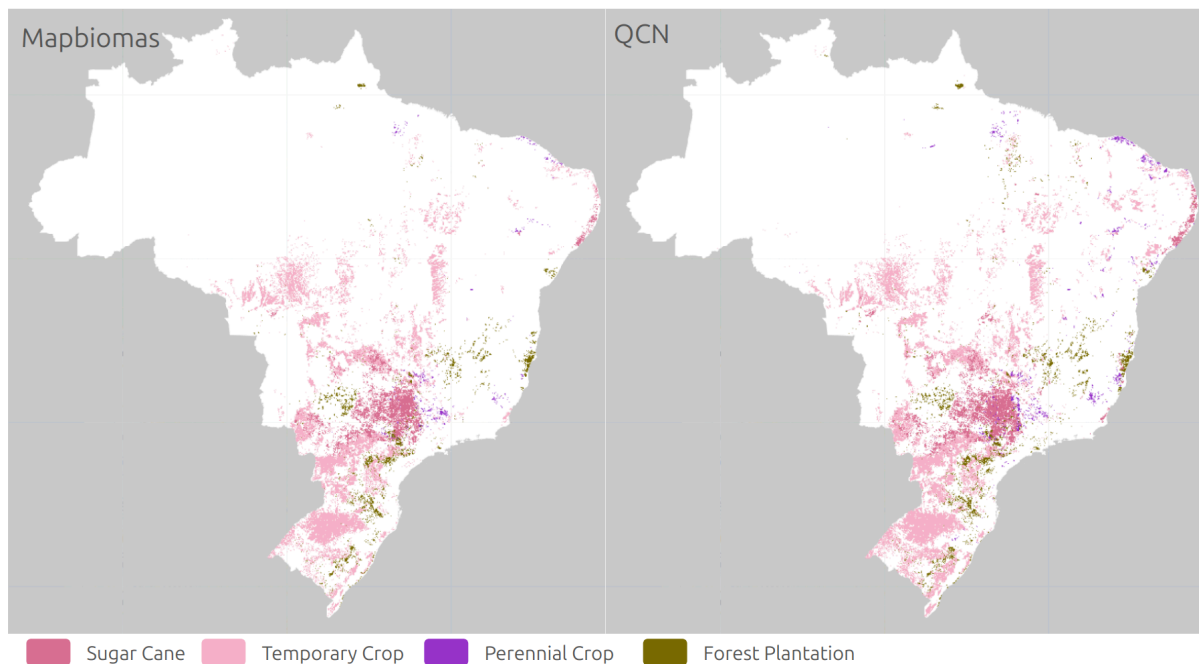 Mapbiomas
QCN
Sugar Cane
Temporary Crop
Perennial Crop
Forest Plantation